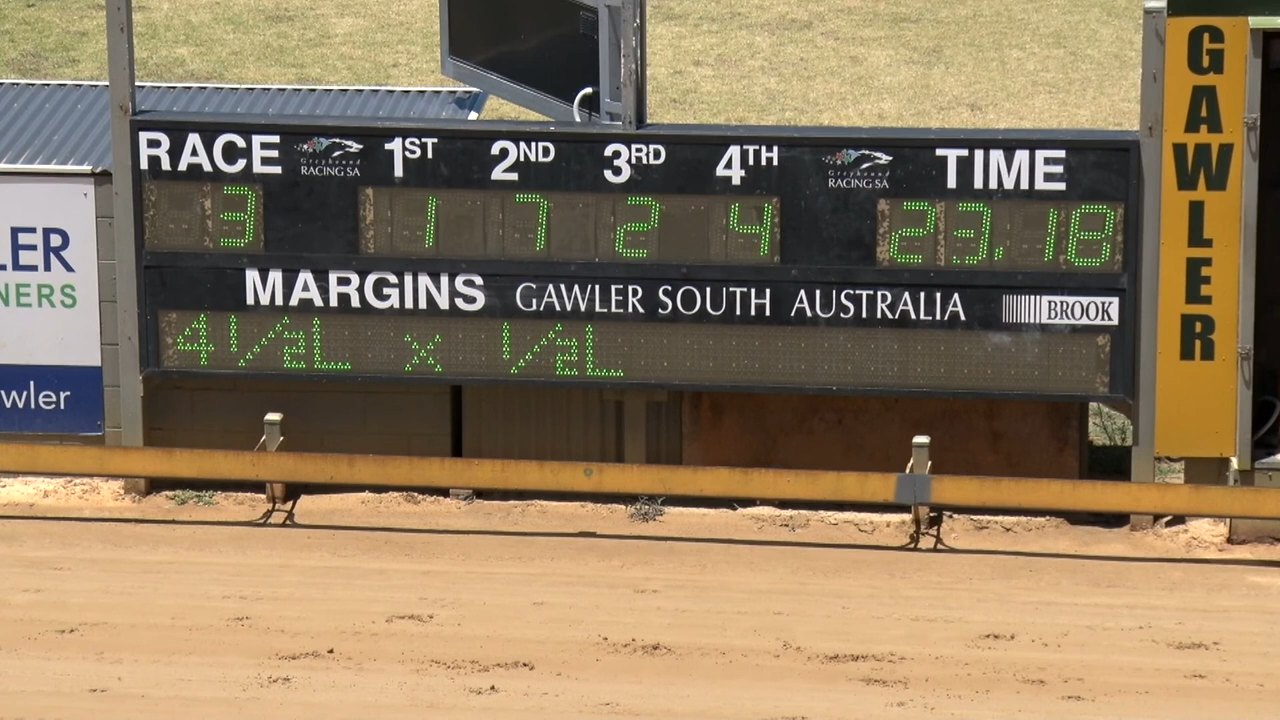 RACE Greyhound RACING SA 1ST 2ND 3RD 4TH Greyhound RACING SA TIME
3 1 7 2 4 23.18
MARGINS GAWLER SOUTH AUSTRALIA BROOK
4 1/2L x 1/2L
LER
NERS
wler
GAWLER